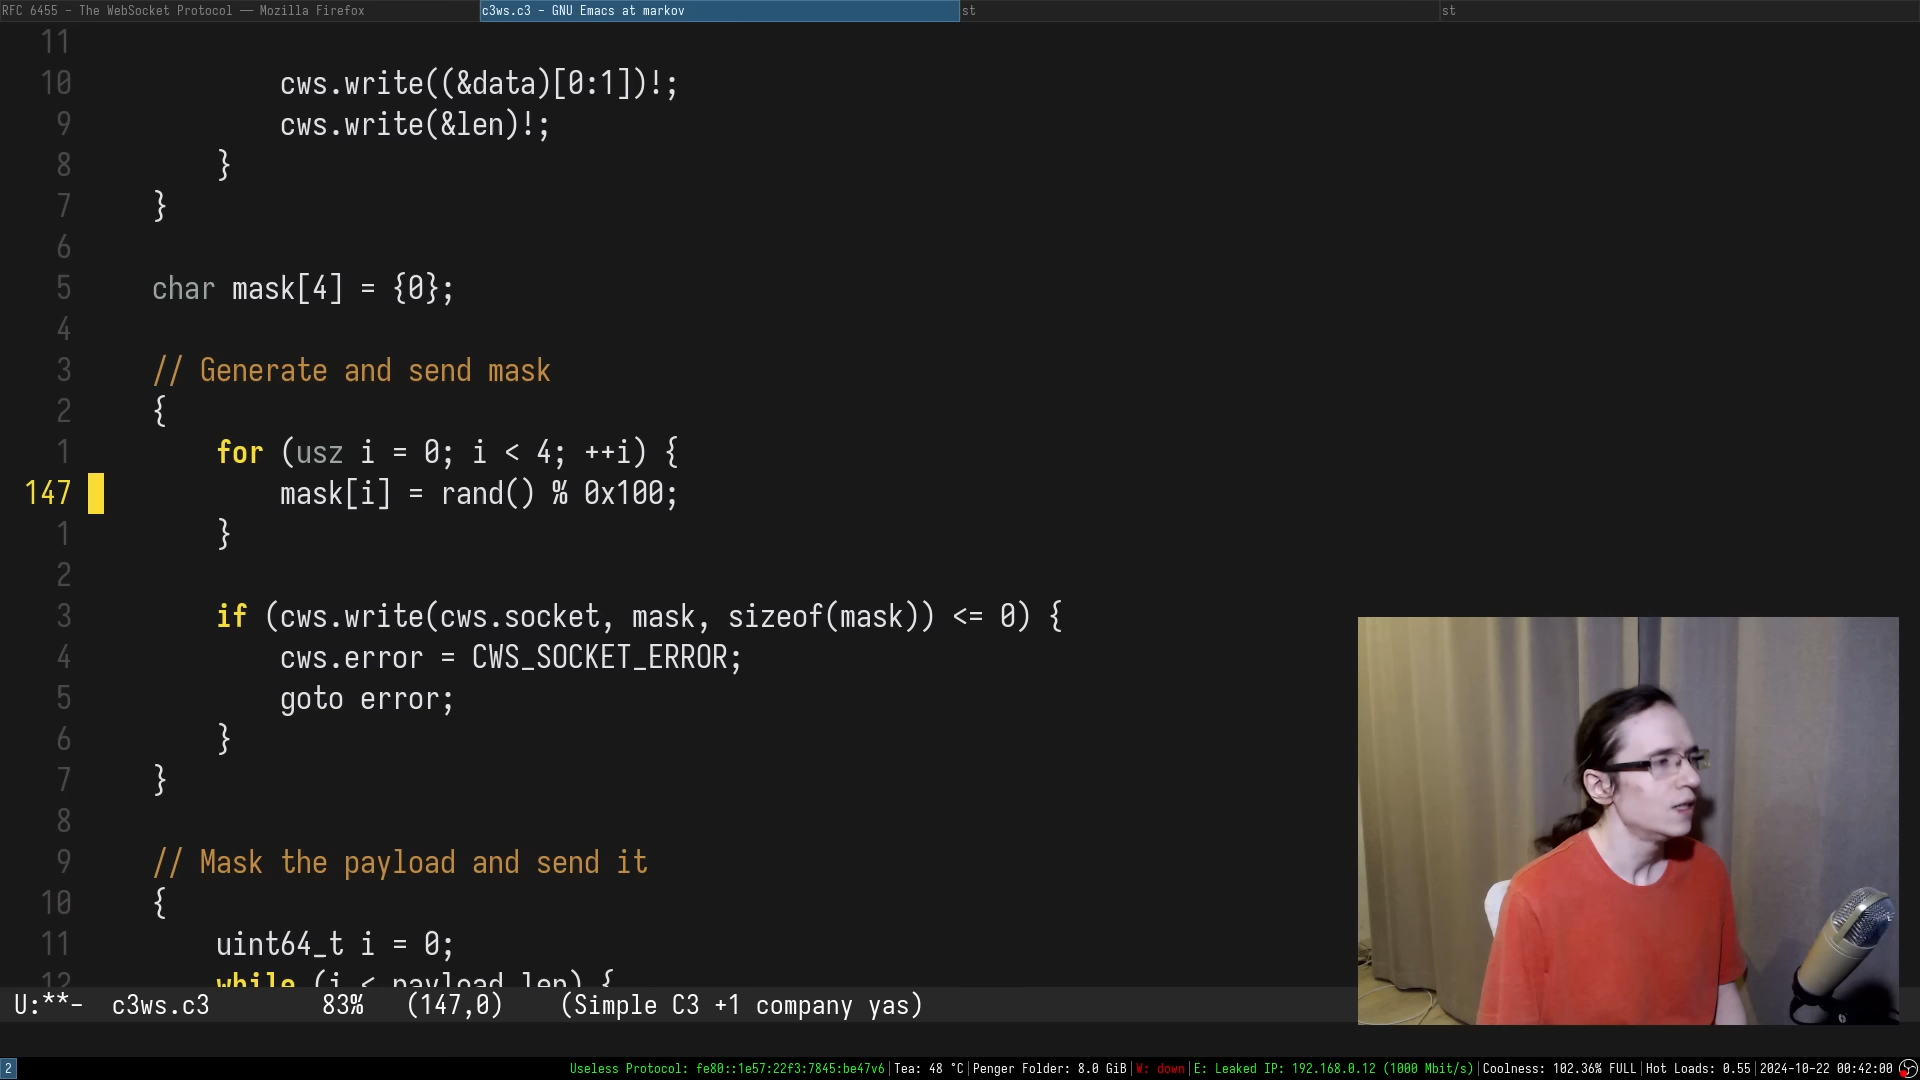 RFC 6455 - The WebSocket Protocol — Mozilla Firefox
c3ws.c3 - GNU Emacs at markov
st
st
11
10 cws.write((&data)[0:1])!;
9 cws.write(&len)!;
8 }
7 }
6
5 char mask[4] = {0};
4
3 // Generate and send mask
2 {
1 for (usz i = 0; i < 4; ++i) {
147 mask[i] = rand() % 0x100;
1 }
2
3 if (cws.write(cws.socket, mask, sizeof(mask)) <= 0) {
4 cws.error = CWS_SOCKET_ERROR;
5 goto error;
6 }
7 }
8
9 // Mask the payload and send it
10 {
11 uint64_t i = 0;
12 while (i < payload_len) {
U:**- c3ws.c3 83% (147,0) (Simple C3 +1 company yas)
2 Useless Protocol: fe80::1e57:22f3:7845:be47v6|Tea: 48 °C|Penger Folder: 8.0 GiB|W: down|E: Leaked IP: 192.168.0.12 (1000 Mbit/s)|Coolness: 102.36% FULL|Hot Loads: 0.55|2024-10-22 00:42:00